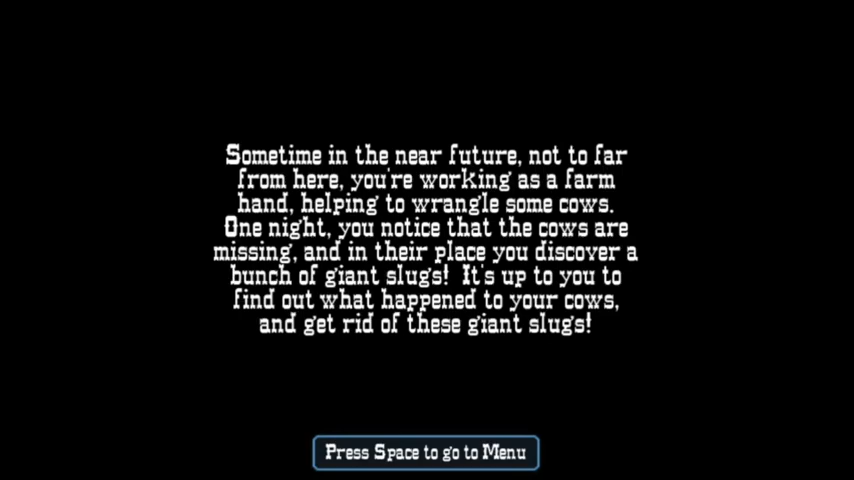 Sometime in the near future, not to far
from here, you're working as a farm
hand, helping to wrangle some cows.
One night, you notice that the cows are
missing, and in their place you discover a
bunch of giant slugs!  It's up to you to
find out what happened to your cows,
and get rid of these giant slugs!
Press Space to go to Menu